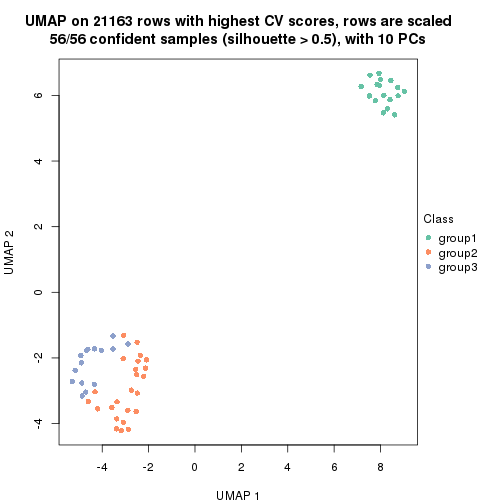 UMAP on 21163 rows with highest CV scores, rows are scaled
56/56 confident samples (silhouette > 0.5), with 10 PCs
6
4
2
0
-2
-4
UMAP 2
Class
group1
group2
group3
-4 -2 0 2 4 6 8
UMAP 1